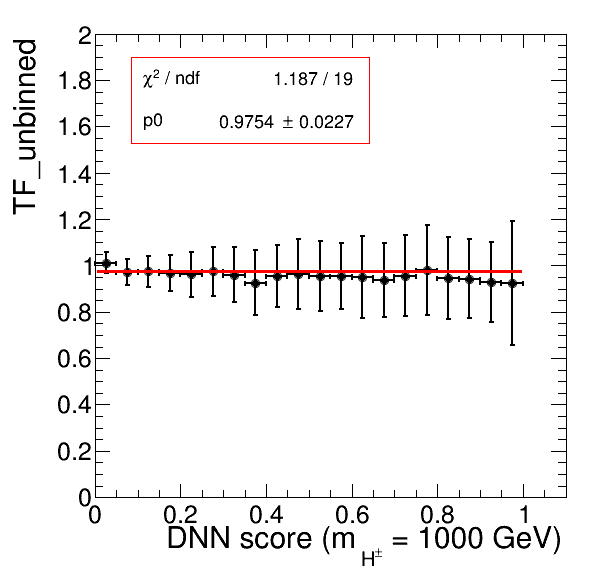 TF_unbinned
2
1.8
1.6
1.4
1.2
1
0.8
0.6
0.4
0.2
0
χ² / ndf 1.187 / 19
p0 0.9754 ± 0.0227
0 0.2 0.4 0.6 0.8 1
DNN score (m_H± = 1000 GeV)